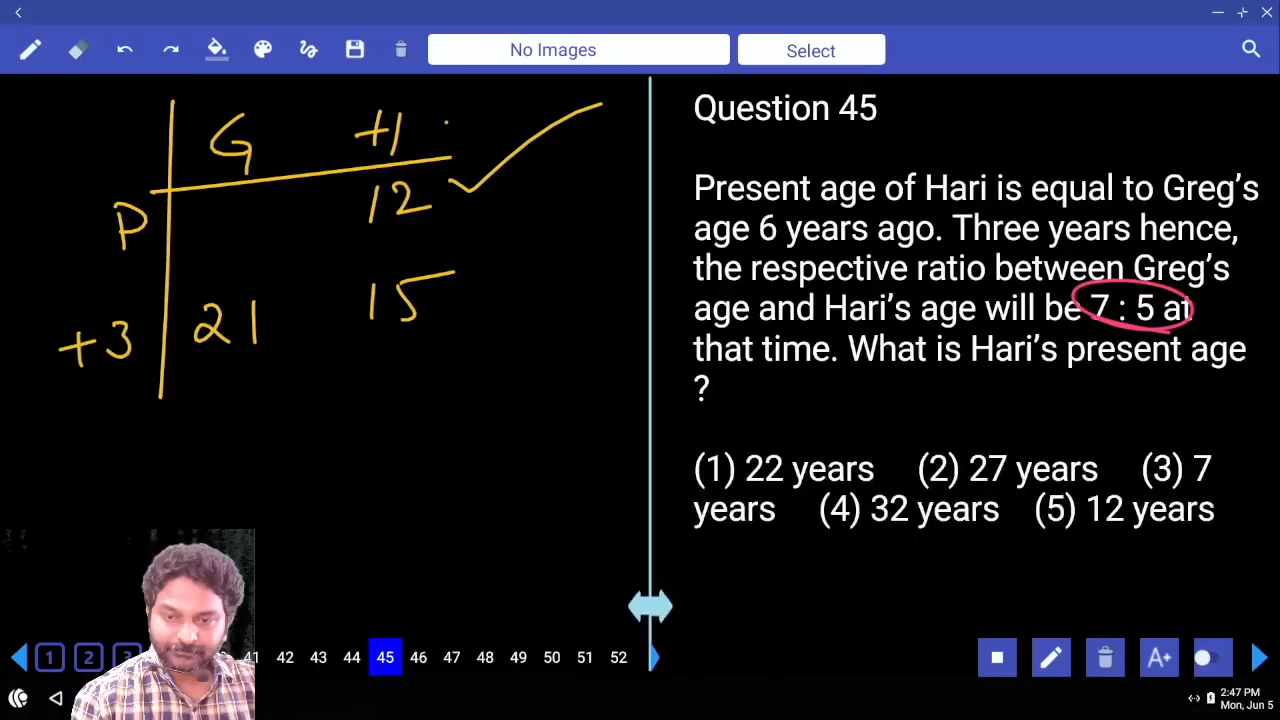 No Images
Select
G +1
P 12
+3 21 15
Question 45
Present age of Hari is equal to Greg's
age 6 years ago. Three years hence,
the respective ratio between Greg's
age and Hari's age will be 7 : 5 at
that time. What is Hari's present age
?
(1) 22 years (2) 27 years (3) 7
years (4) 32 years (5) 12 years
1 2 3 41 42 43 44 45 46 47 48 49 50 51 52
A+
2:47 PM
Mon, Jun 5